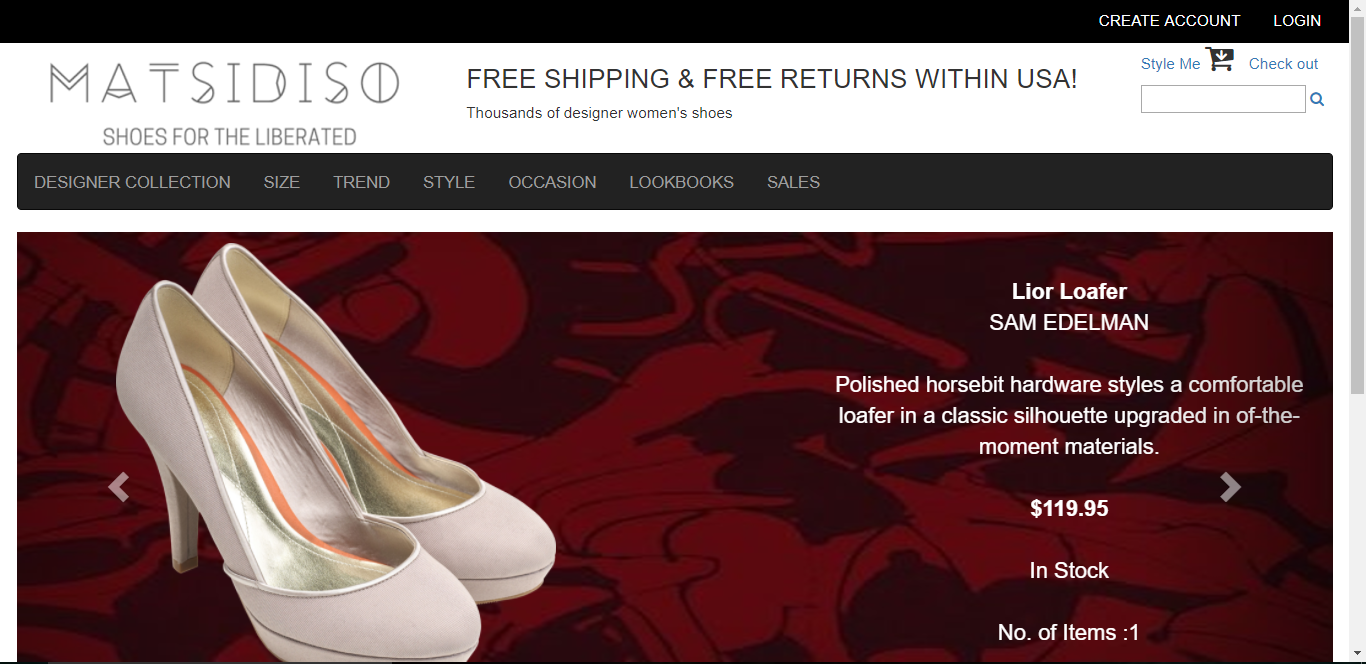 CREATE ACCOUNT LOGIN
MATSIDISO
SHOES FOR THE LIBERATED
FREE SHIPPING & FREE RETURNS WITHIN USA!
Thousands of designer women's shoes
Style Me Check out
DESIGNER COLLECTION SIZE TREND STYLE OCCASION LOOKBOOKS SALES
Lior Loafer
SAM EDELMAN
Polished horsebit hardware styles a comfortable
loafer in a classic silhouette upgraded in of-the-
moment materials.
$119.95
In Stock
No. of Items :1